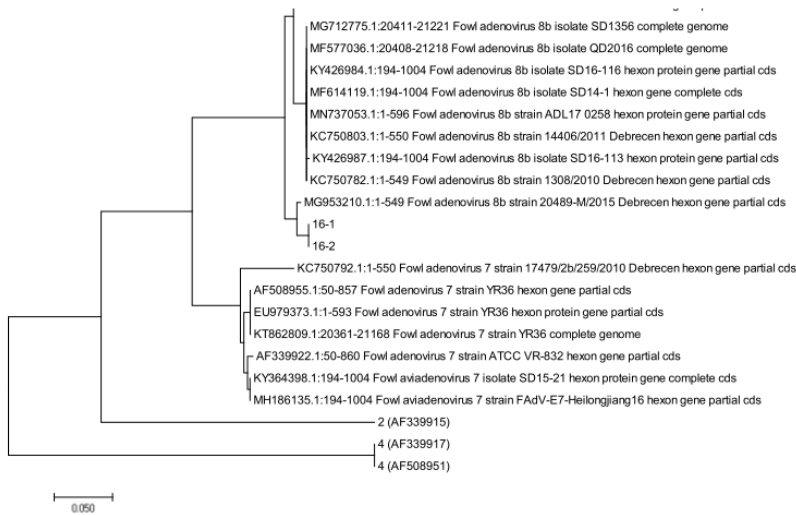 MG712775.1:20411-21221 Fowl adenovirus 8b isolate SD1356 complete genome
MF577036.1:20408-21218 Fowl adenovirus 8b isolate QD2016 complete genome
KY426984.1:194-1004 Fowl adenovirus 8b isolate SD16-116 hexon protein gene partial cds
MF614119.1:194-1004 Fowl adenovirus 8b isolate SD14-1 hexon gene complete cds
MN737053.1:1-596 Fowl adenovirus 8b strain ADL17 0258 hexon protein gene partial cds
KC750803.1:1-550 Fowl adenovirus 8b strain 14406/2011 Debrecen hexon gene partial cds
KY426987.1:194-1004 Fowl adenovirus 8b isolate SD16-113 hexon protein gene partial cds
KC750782.1:1-549 Fowl adenovirus 8b strain 1308/2010 Debrecen hexon gene partial cds
MG953210.1:1-549 Fowl adenovirus 8b strain 20489-M/2015 Debrecen hexon gene partial cds
16-1
16-2
KC750792.1:1-550 Fowl adenovirus 7 strain 17479/2b/259/2010 Debrecen hexon gene partial cds
AF508955.1:50-857 Fowl adenovirus 7 strain YR36 hexon gene partial cds
EU979373.1:1-593 Fowl adenovirus 7 strain YR36 hexon protein gene partial cds
KT862809.1:20361-21168 Fowl adenovirus 7 strain YR36 complete genome
AF339922.1:50-860 Fowl adenovirus 7 strain ATCC VR-832 hexon gene partial cds
KY364398.1:194-1004 Fowl aviadenovirus 7 isolate SD15-21 hexon protein gene complete cds
MH186135.1:194-1004 Fowl aviadenovirus 7 strain FAdV-E7-Heilongjiang16 hexon gene partial cds
2 (AF339915)
4 (AF339917)
4 (AF508951)
0.050